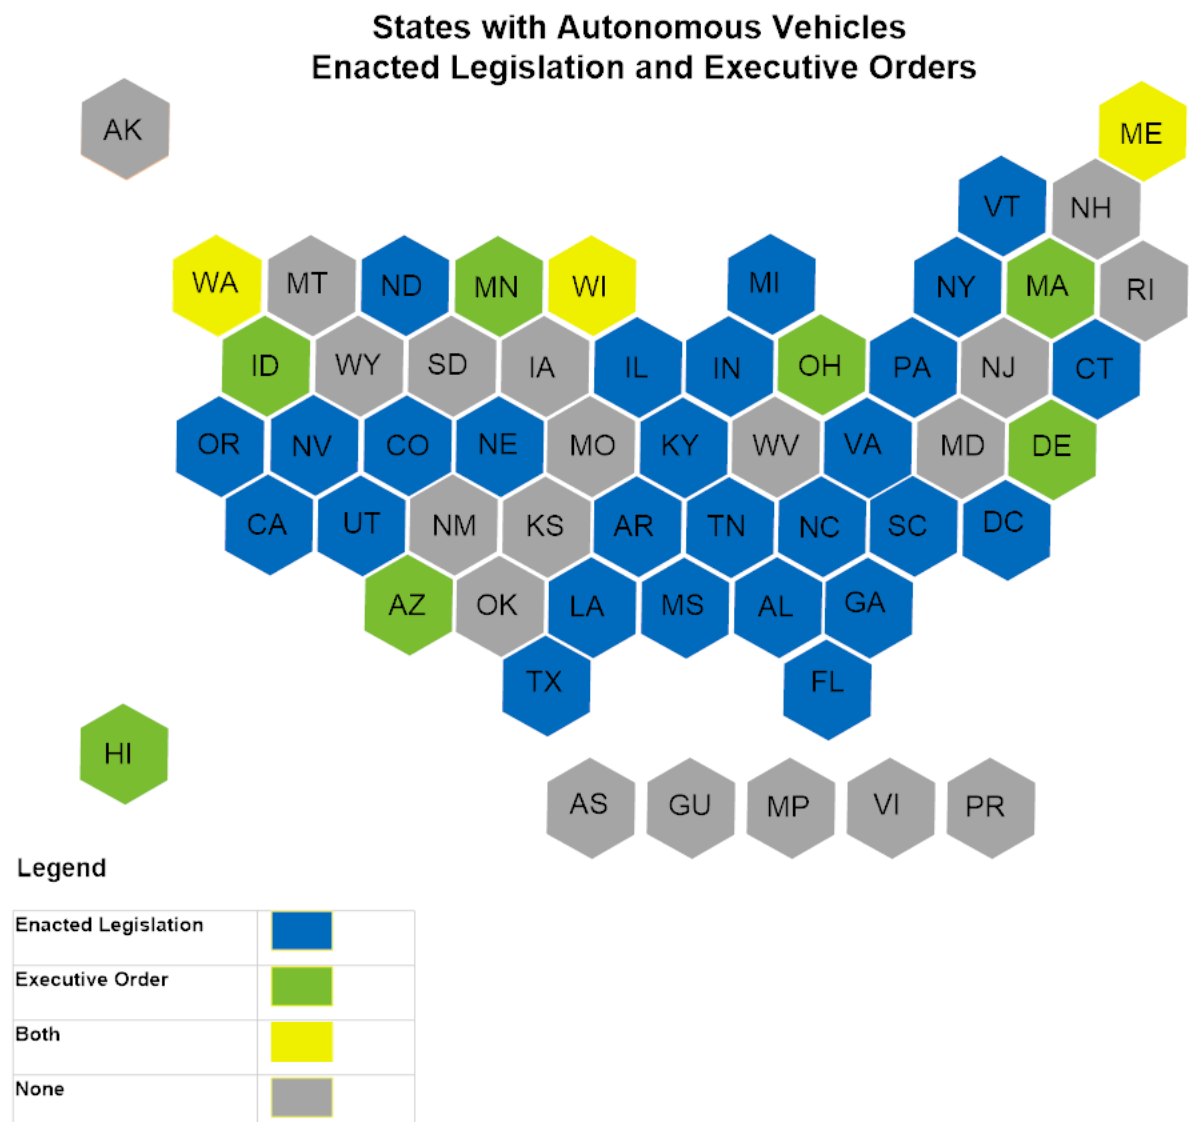 States with Autonomous Vehicles
Enacted Legislation and Executive Orders
AK
ME
VT NH
WA MT ND MN WI MI NY MA RI
ID WY SD IA IL IN OH PA NJ CT
OR NV CO NE MO KY WV VA MD DE
CA UT NM KS AR TN NC SC DC
AZ OK LA MS AL GA
TX FL
HI
AS GU MP VI PR
Legend
Enacted Legislation
Executive Order
Both
None